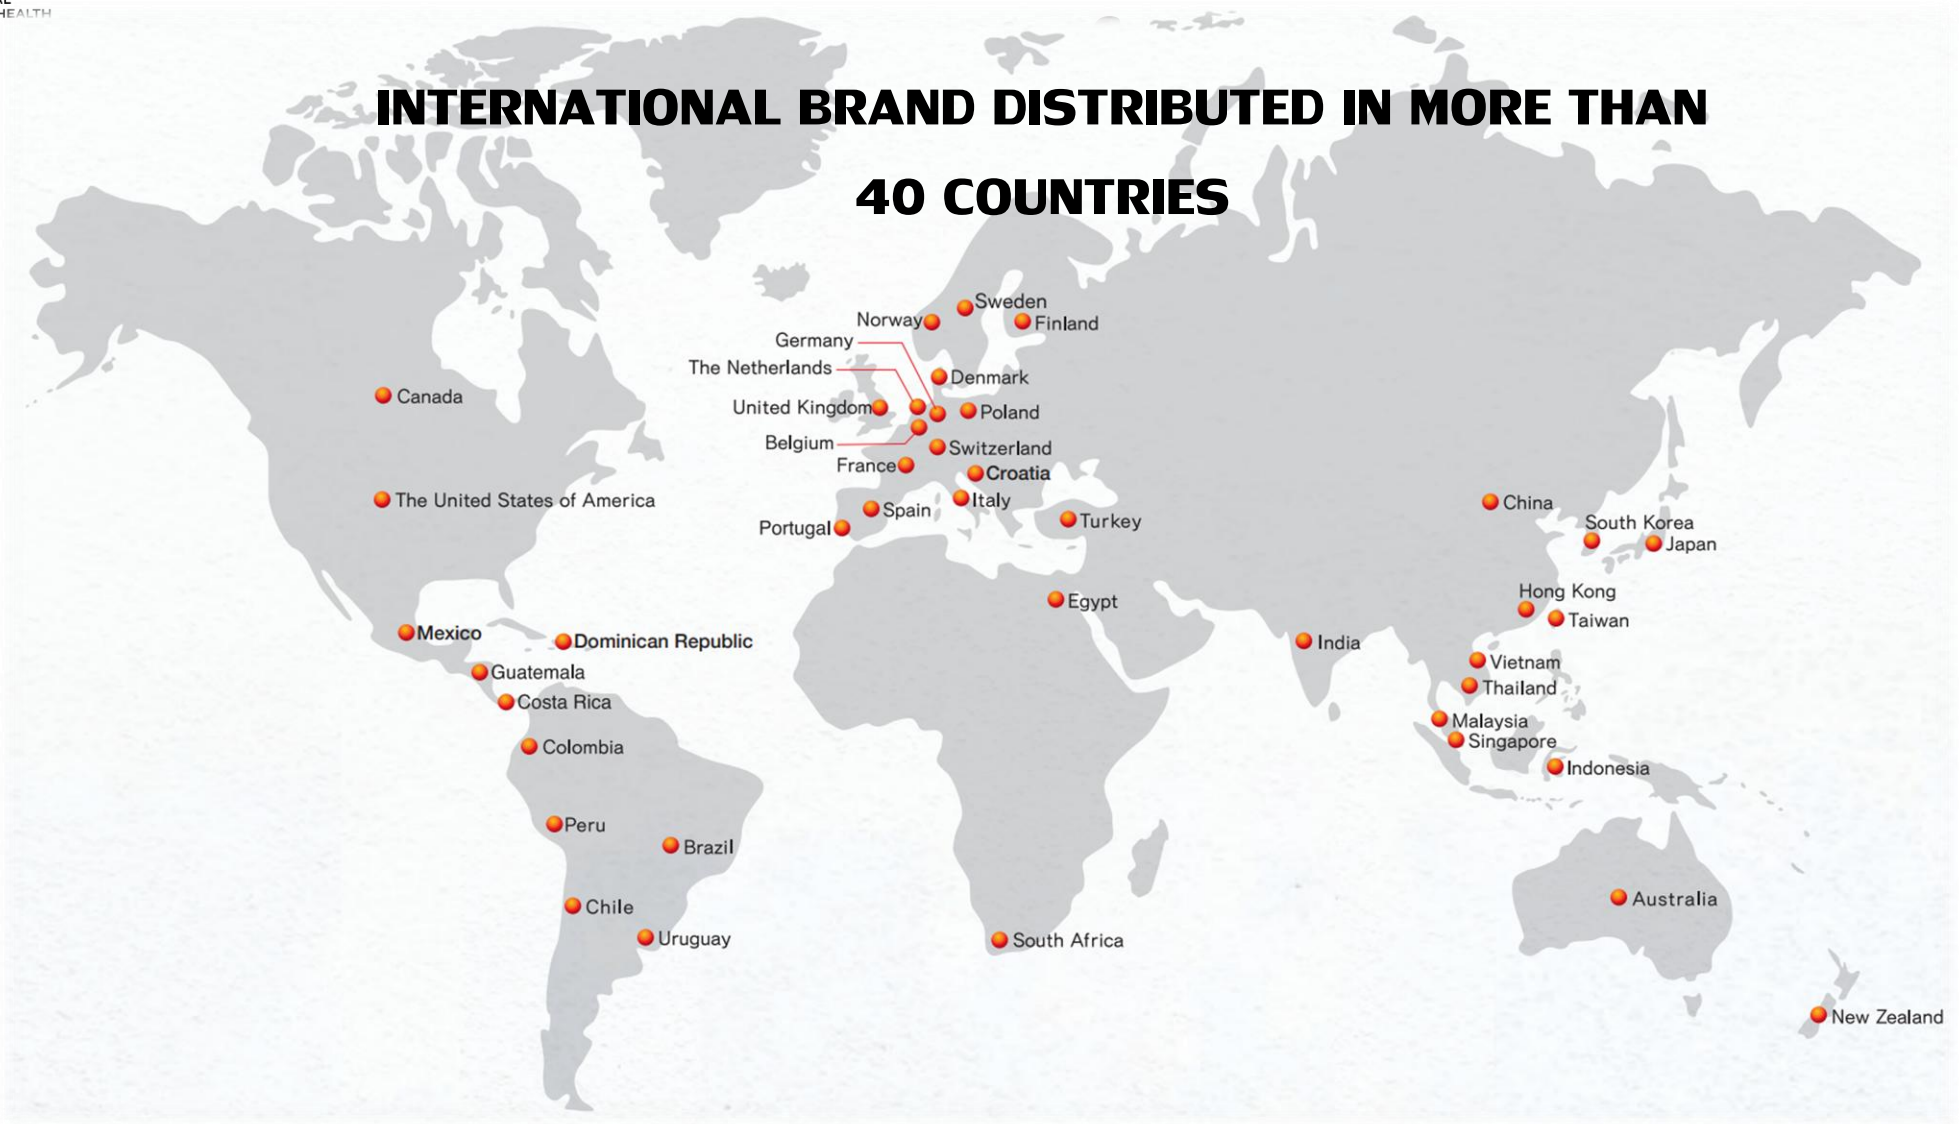 HEALTH
INTERNATIONAL BRAND DISTRIBUTED IN MORE THAN
40 COUNTRIES
Sweden
Norway
Finland
Germany
The Netherlands
Denmark
Canada
United Kingdom
Poland
Belgium
Switzerland
France
Croatia
The United States of America
Spain
Italy
China
Portugal
Turkey
South Korea
Japan
Egypt
Hong Kong
Taiwan
Mexico
Dominican Republic
India
Guatemala
Vietnam
Thailand
Costa Rica
Malaysia
Colombia
Singapore
Indonesia
Peru
Brazil
Chile
Australia
Uruguay
South Africa
New Zealand